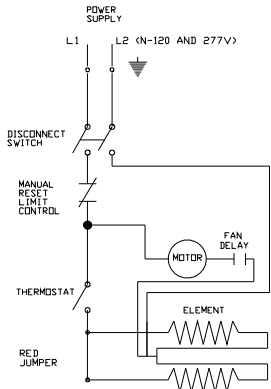 POWER
SUPPLY
L1
L2 (N-120 AND 277V)
DISCONNECT
SWITCH
MANUAL
RESET
LIMIT
CONTROL
FAN
DELAY
MOTOR
THERMOSTAT
ELEMENT
RED
JUMPER